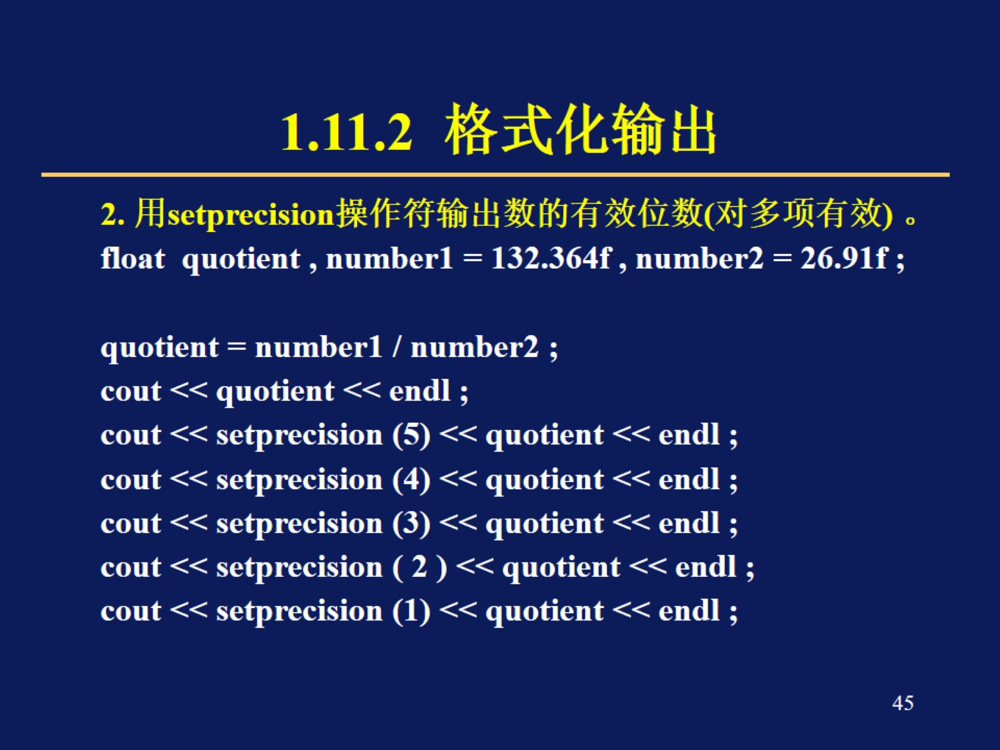 1.11.2 格式化输出
2. 用setprecision操作符输出数的有效位数(对多项有效) 。
float quotient , number1 = 132.364f , number2 = 26.91f ;
quotient = number1 / number2 ;
cout << quotient << endl ;
cout << setprecision (5) << quotient << endl ;
cout << setprecision (4) << quotient << endl ;
cout << setprecision (3) << quotient << endl ;
cout << setprecision ( 2 ) << quotient << endl ;
cout << setprecision (1) << quotient << endl ;
45